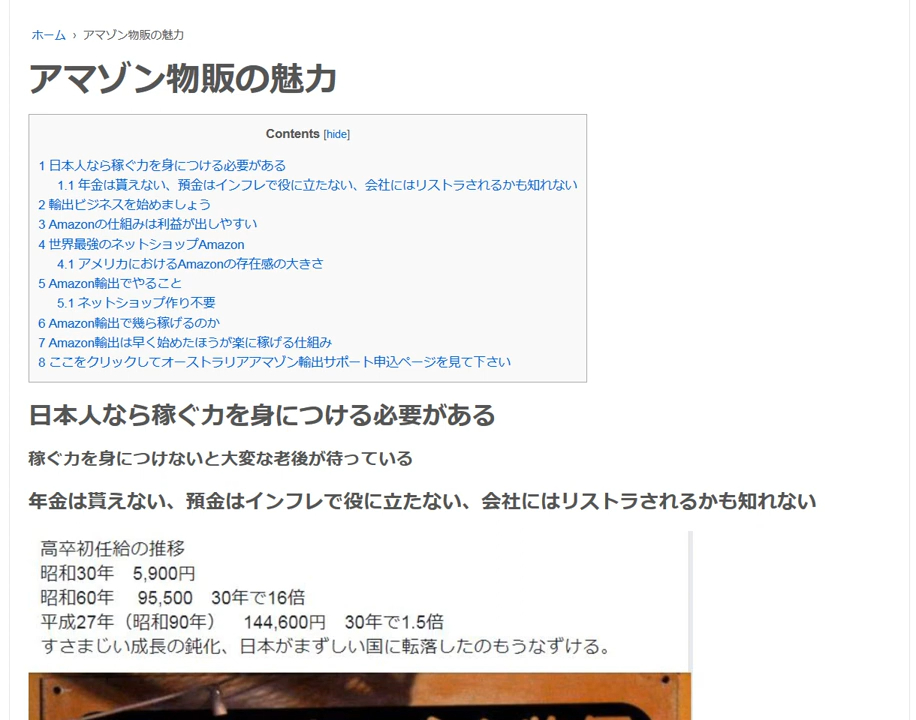 ホーム › アマゾン物販の魅力
アマゾン物販の魅力
Contents [hide]
1 日本人なら稼ぐ力を身につける必要がある
1.1 年金は貰えない、預金はインフレで役に立たない、会社にはリストラされるかも知れない
2 輸出ビジネスを始めましょう
3 Amazonの仕組みは利益が出しやすい
4 世界最強のネットショップAmazon
4.1 アメリカにおけるAmazonの存在感の大きさ
5 Amazon輸出でやること
5.1 ネットショップ作り不要
6 Amazon輸出で幾ら稼げるのか
7 Amazon輸出は早く始めたほうが楽に稼げる仕組み
8 ここをクリックしてオーストラリアアマゾン輸出サポート申込ページを見て下さい
日本人なら稼ぐ力を身につける必要がある
稼ぐ力を身につけないと大変な老後が待っている
年金は貰えない、預金はインフレで役に立たない、会社にはリストラされるかも知れない
高卒初任給の推移
昭和30年　5,900円
昭和60年　95,500　30年で16倍
平成27年（昭和90年）　144,600円　30年で1.5倍
すさまじい成長の鈍化、日本がまずしい国に転落したのもうなずける。